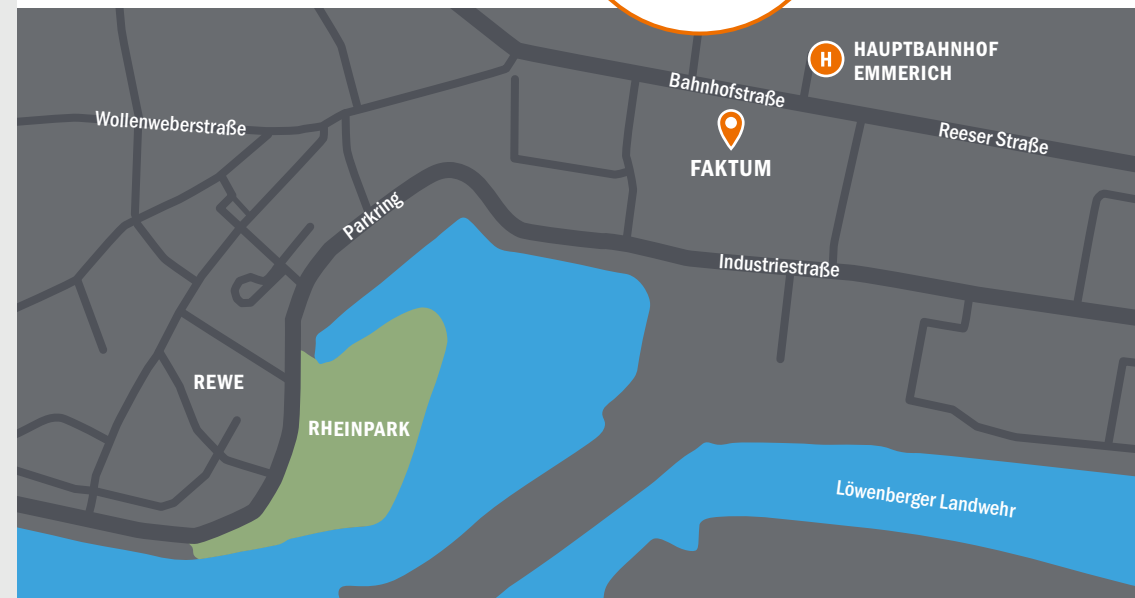 H
HAUPTBAHNHOF
EMMERICH
Bahnhofstraße
Wollenweberstraße
Reeser Straße
FAKTUM
Parkring
Industriestraße
REWE
RHEINPARK
Löwenberger Landwehr